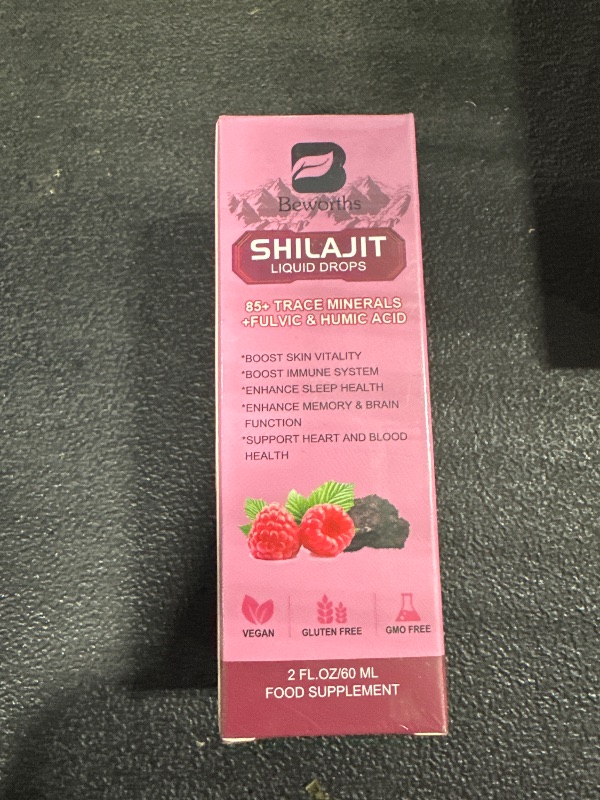 B
Beworths
SHILAJIT
LIQUID DROPS
85+ TRACE MINERALS
+FULVIC & HUMIC ACID
*BOOST SKIN VITALITY
*BOOST IMMUNE SYSTEM
*ENHANCE SLEEP HEALTH
*ENHANCE MEMORY & BRAIN
FUNCTION
*SUPPORT HEART AND BLOOD
HEALTH
VEGAN
GLUTEN FREE
GMO FREE
2 FL.OZ/60 ML
FOOD SUPPLEMENT